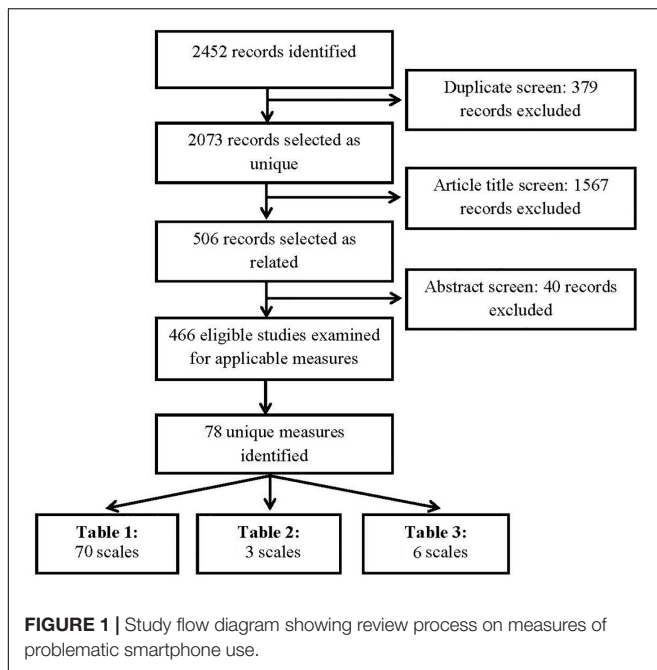 2452 records identified
Duplicate screen: 379
records excluded
2073 records selected as
unique
Article title screen: 1567
records excluded
506 records selected as
related
Abstract screen: 40 records
excluded
466 eligible studies examined
for applicable measures
78 unique measures
identified
Table 1:
70 scales
Table 2:
3 scales
Table 3:
6 scales
FIGURE 1 | Study flow diagram showing review process on measures of
problematic smartphone use.